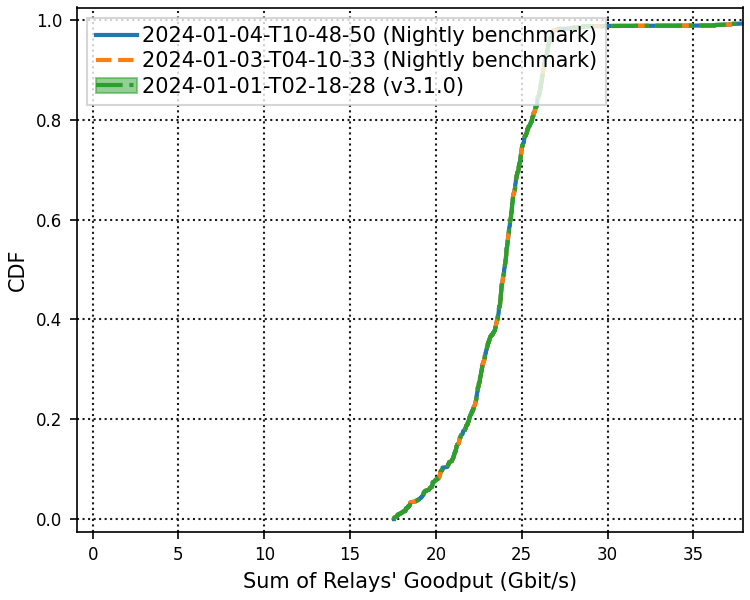 2024-01-04-T10-48-50 (Nightly benchmark)
2024-01-03-T04-10-33 (Nightly benchmark)
2024-01-01-T02-18-28 (v3.1.0)
1.0
0.8
0.6
0.4
0.2
0.0
CDF
0 5 10 15 20 25 30 35
Sum of Relays' Goodput (Gbit/s)